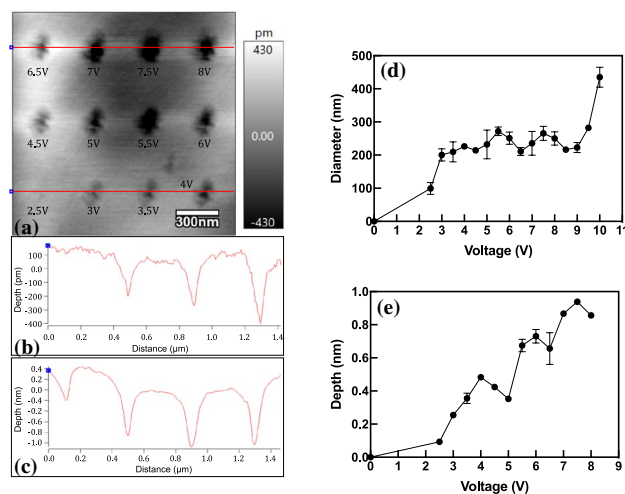 pm
430
0.00
-430
6.5V 7V 7.5V 8V
4.5V 5V 5.5V 6V
4V
2.5V 3V 3.5V
300nm
(a)
Depth (pm)
100
0.0
-100
-200
-300
-400
0.0 0.2 0.4 0.6 0.8 1.0 1.2 1.4
Distance (µm)
(b)
Depth (nm)
0.4
0.2
0.0
-0.4
-0.6
-0.8
-1.0
0.0 0.2 0.4 0.6 0.8 1.0 1.2 1.4
Distance (µm)
(c)
(d)
Diameter (nm)
500
400
300
200
100
0
0 1 2 3 4 5 6 7 8 9 10
Voltage (V)
(e)
Depth (nm)
1.0
0.8
0.6
0.4
0.2
0.0
0 1 2 3 4 5 6 7 8 9
Voltage (V)